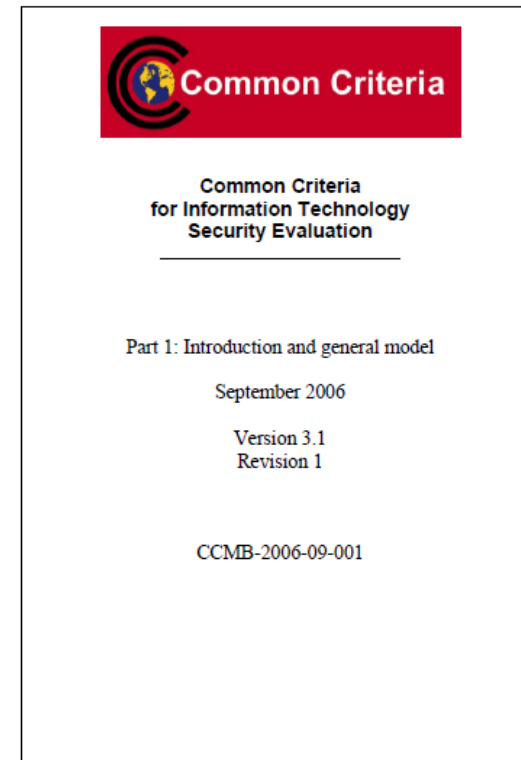 Common Criteria
Common Criteria
for Information Technology
Security Evaluation
Part 1: Introduction and general model
September 2006
Version 3.1
Revision 1
CCMB-2006-09-001